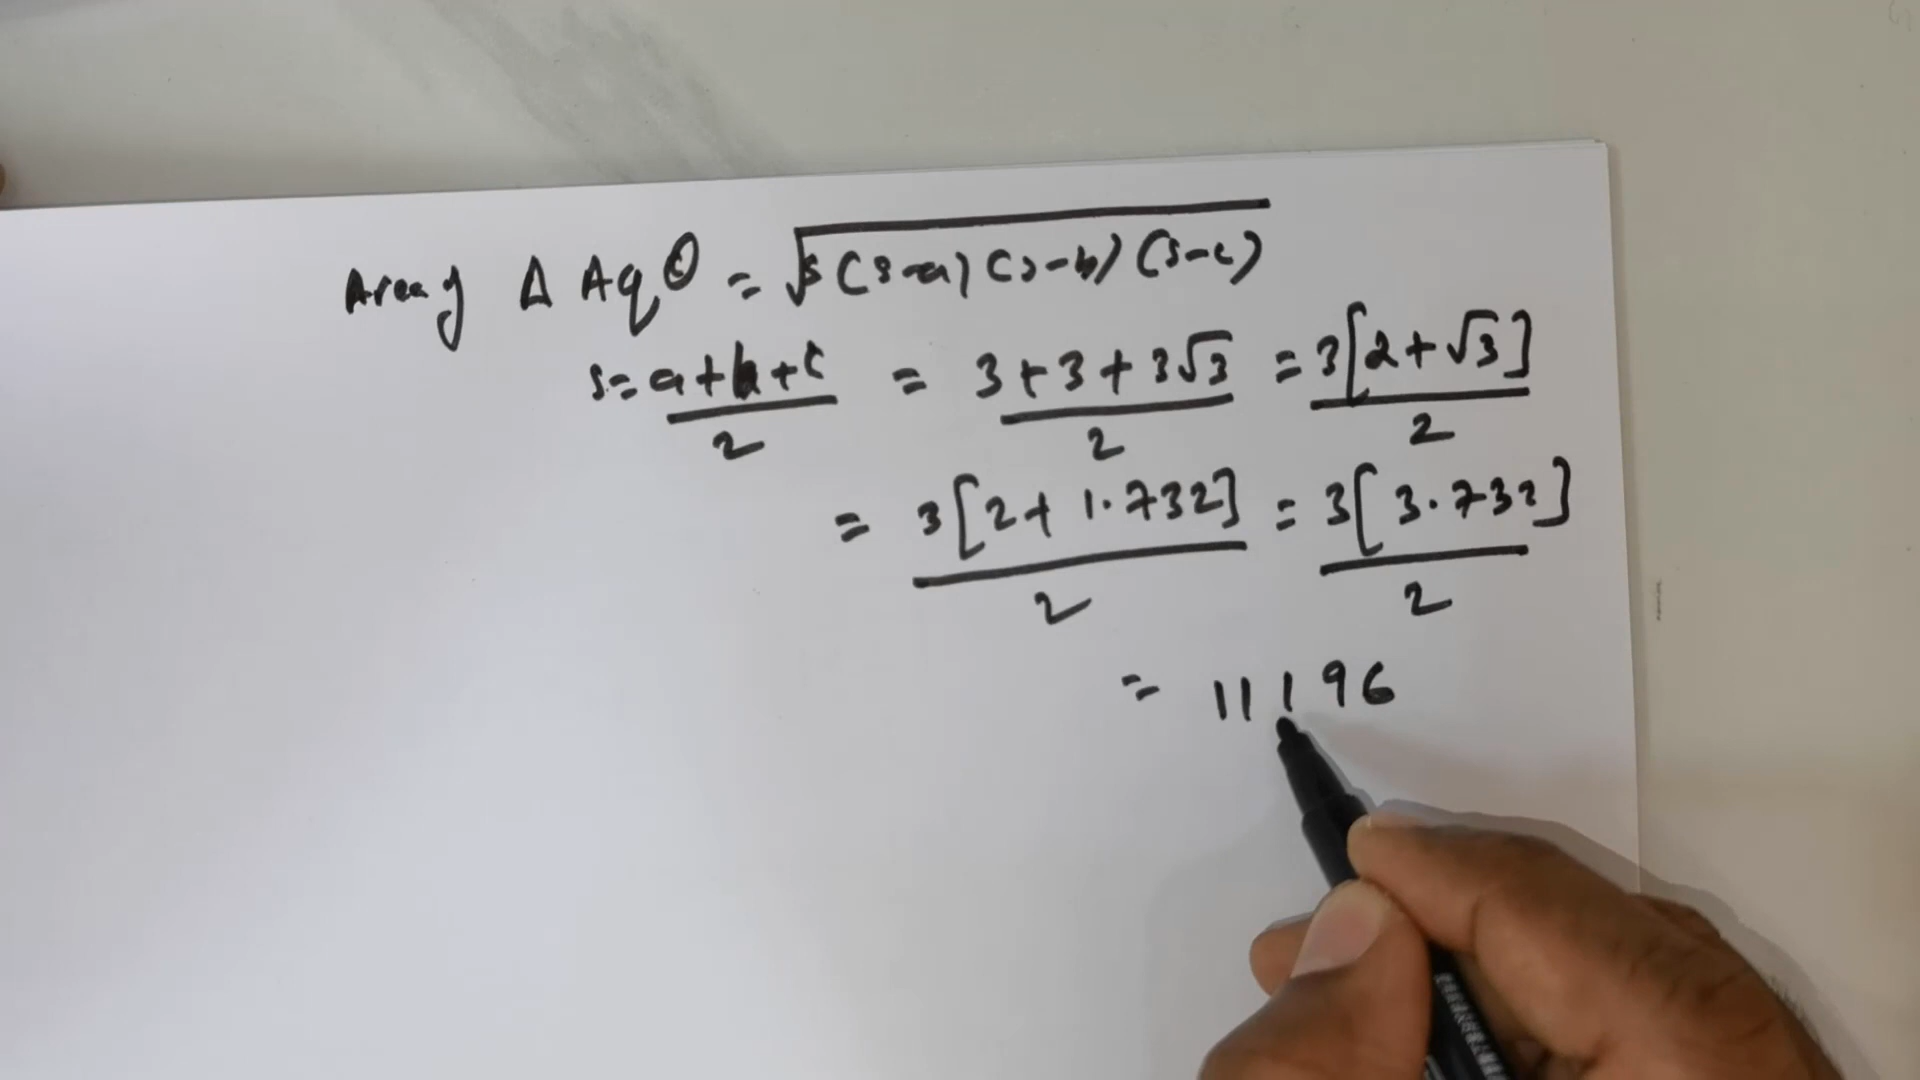 Area of Δ AqO = √s(s-a)(s-b)(s-c)
s = a+b+c/2 = 3+3+3√3/2 = 3[2+√3]/2
= 3[2+1.732]/2 = 3[3.732]/2
= 11196